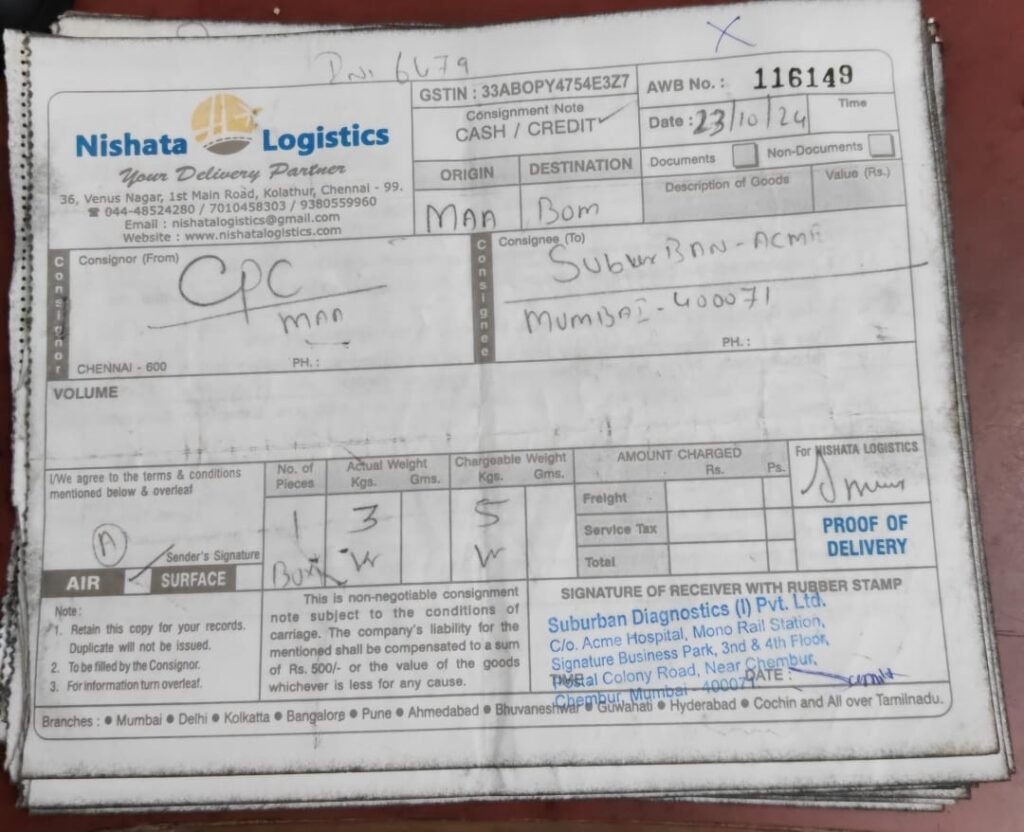 6679
GSTIN : 33ABOPY4754E3Z7
AWB No. : 116149
Nishata Logistics
Your Delivery Partner
36, Venus Nagar, 1st Main Road, Kolathur, Chennai - 99.
☎ 044-48524280 / 7010458303 / 9380559960
Email : nishatalogistics@gmail.com
Website : www.nishatalogistics.com
Consignment Note
CASH / CREDIT ✓
Date : 23/10/24
Time
ORIGIN DESTINATION
MAA BOM
Documents Non-Documents
Description of Goods Value (Rs.)
Consignor
Consignor (From)
CPC
MAA
CHENNAI - 600 PH. :
Consignee
Consignee (To)
SUBURBAN - ACME
MUMBAI - 400071
PH. :
VOLUME
I/We agree to the terms & conditions
mentioned below & overleaf
A
Sender's Signature
AIR ✓ SURFACE
No. of Pieces
Actual Weight
Kgs. Gms.
Chargeable Weight
Kgs. Gms.
1 3 5
W W
AMOUNT CHARGED
Rs. Ps.
Freight
Service Tax
Total
For NISHATA LOGISTICS
PROOF OF
DELIVERY
Note :
1. Retain this copy for your records.
Duplicate will not be issued.
2. To be filled by the Consignor.
3. For information turn overleaf.
This is non-negotiable consignment
note subject to the conditions of
carriage. The company's liability for the
mentioned shall be compensated to a sum
of Rs. 500/- or the value of the goods
whichever is less for any cause.
SIGNATURE OF RECEIVER WITH RUBBER STAMP
Suburban Diagnostics (I) Pvt. Ltd.
C/o. Acme Hospital, Mono Rail Station,
Signature Business Park, 3nd & 4th Floor,
Postal Colony Road, Near Chembur,
Chembur, Mumbai - 400071
TIME
DATE :
Branches : ● Mumbai ● Delhi ● Kolkatta ● Bangalore ● Pune ● Ahmedabad ● Bhuvaneshwar ● Guwahati ● Hyderabad ● Cochin and All over Tamilnadu.